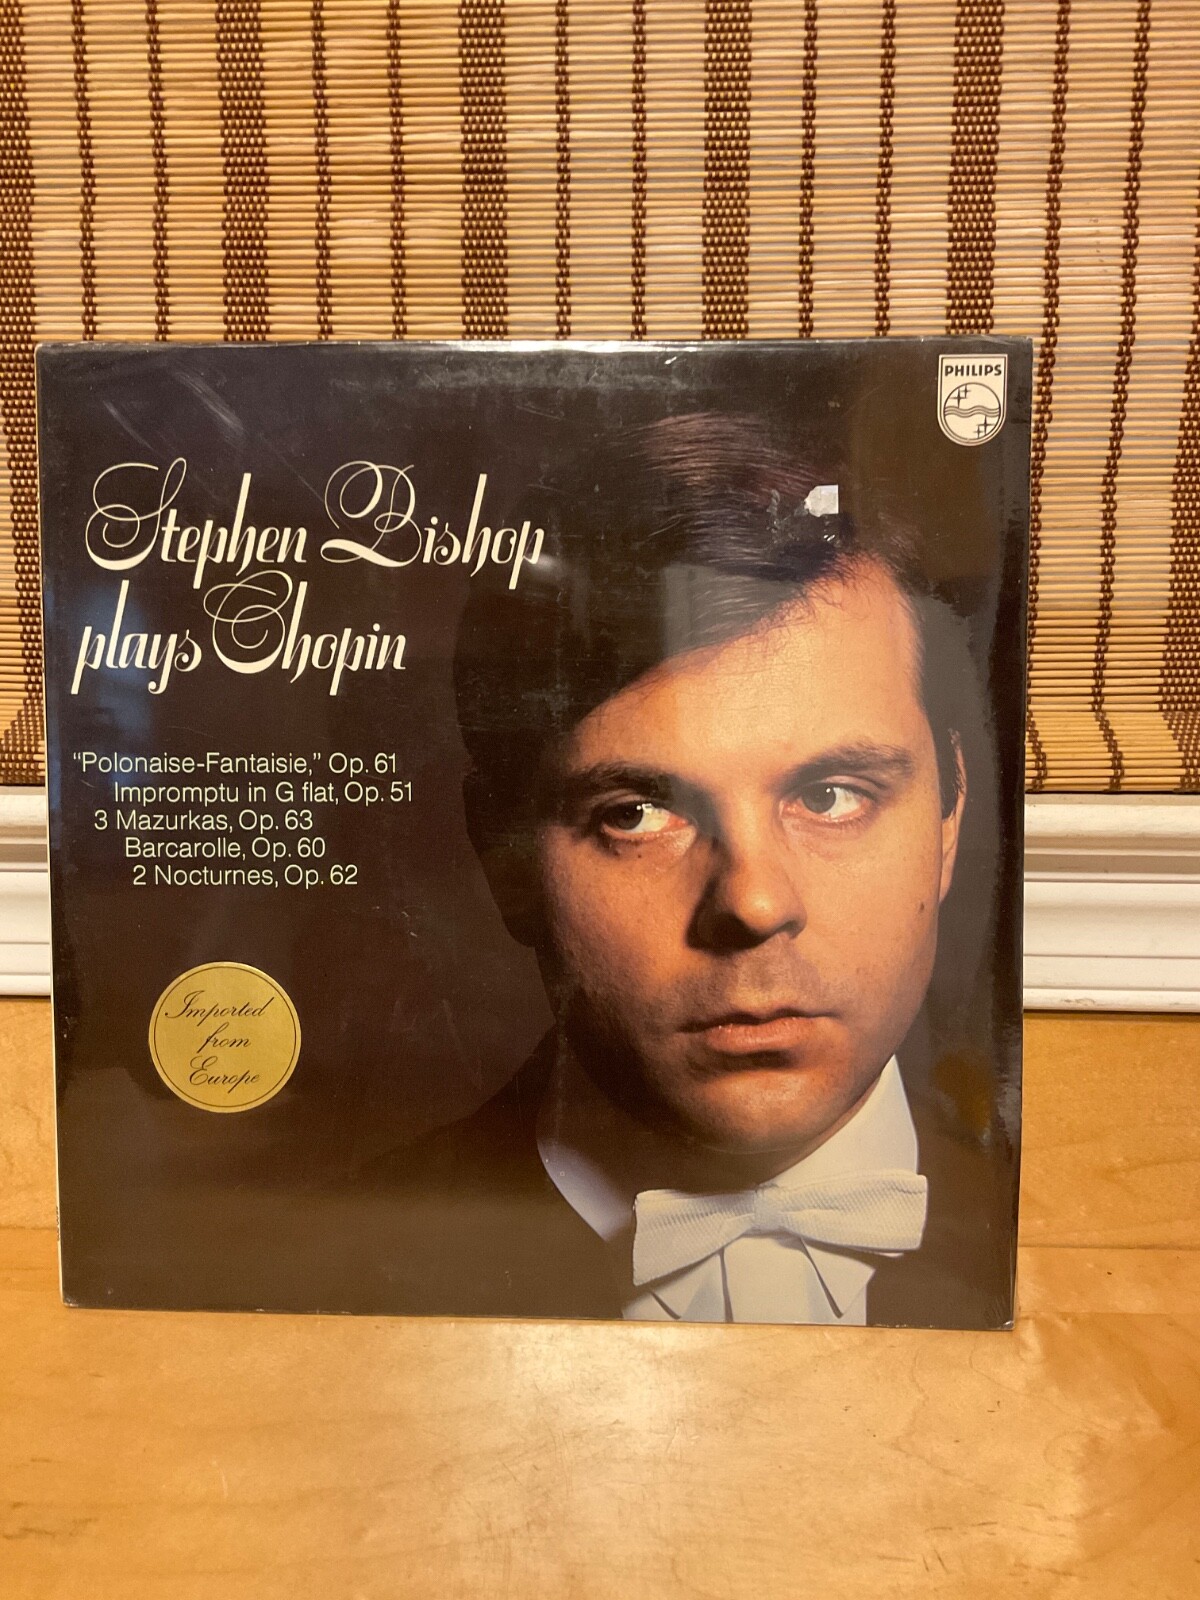 PHILIPS
Stephen Bishop
plays Chopin
“Polonaise-Fantaisie,” Op. 61
Impromptu in G flat, Op. 51
3 Mazurkas, Op. 63
Barcarolle, Op. 60
2 Nocturnes, Op. 62
Imported
from
Europe